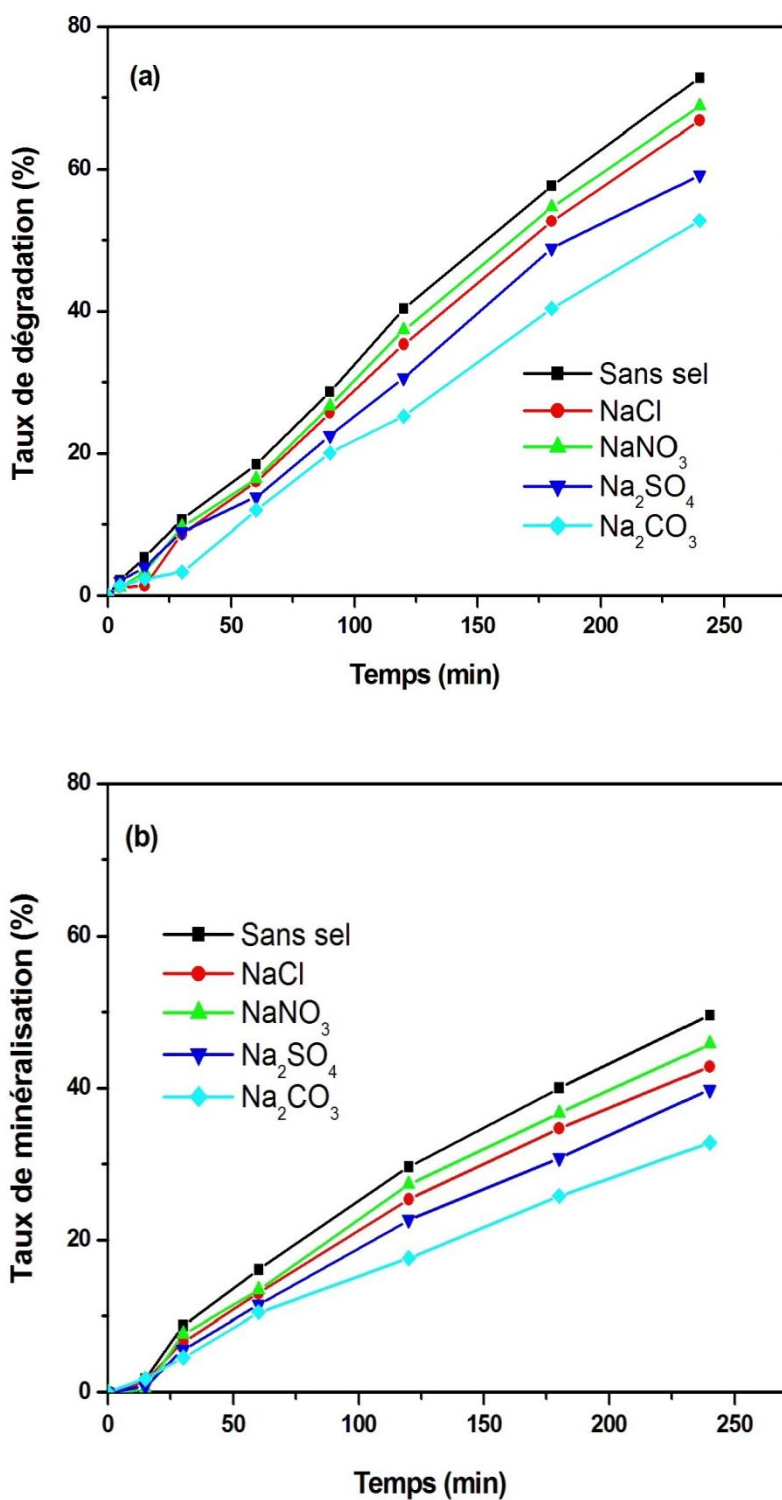 80
(a)
60
Taux de dégradation (%)
40
Sans sel
NaCl
NaNO₃
20
Na₂SO₄
Na₂CO₃
0
0 50 100 150 200 250
Temps (min)
80
(b)
60
Taux de minéralisation (%)
Sans sel
NaCl
NaNO₃
40
Na₂SO₄
Na₂CO₃
20
0
0 50 100 150 200 250
Temps (min)